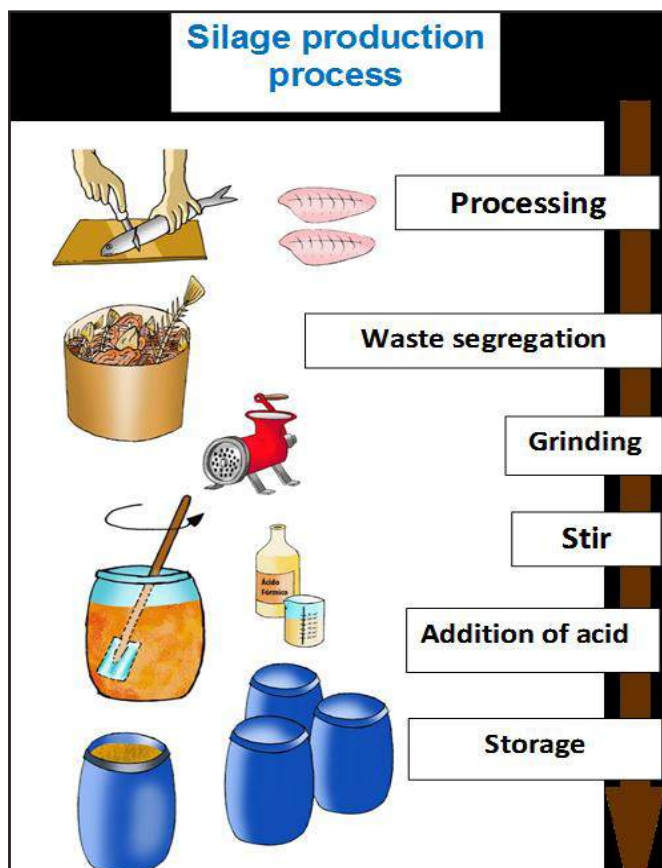 Silage production
process
Processing
Waste segregation
Grinding
Stir
Ácido
Fórmico
Addition of acid
Storage